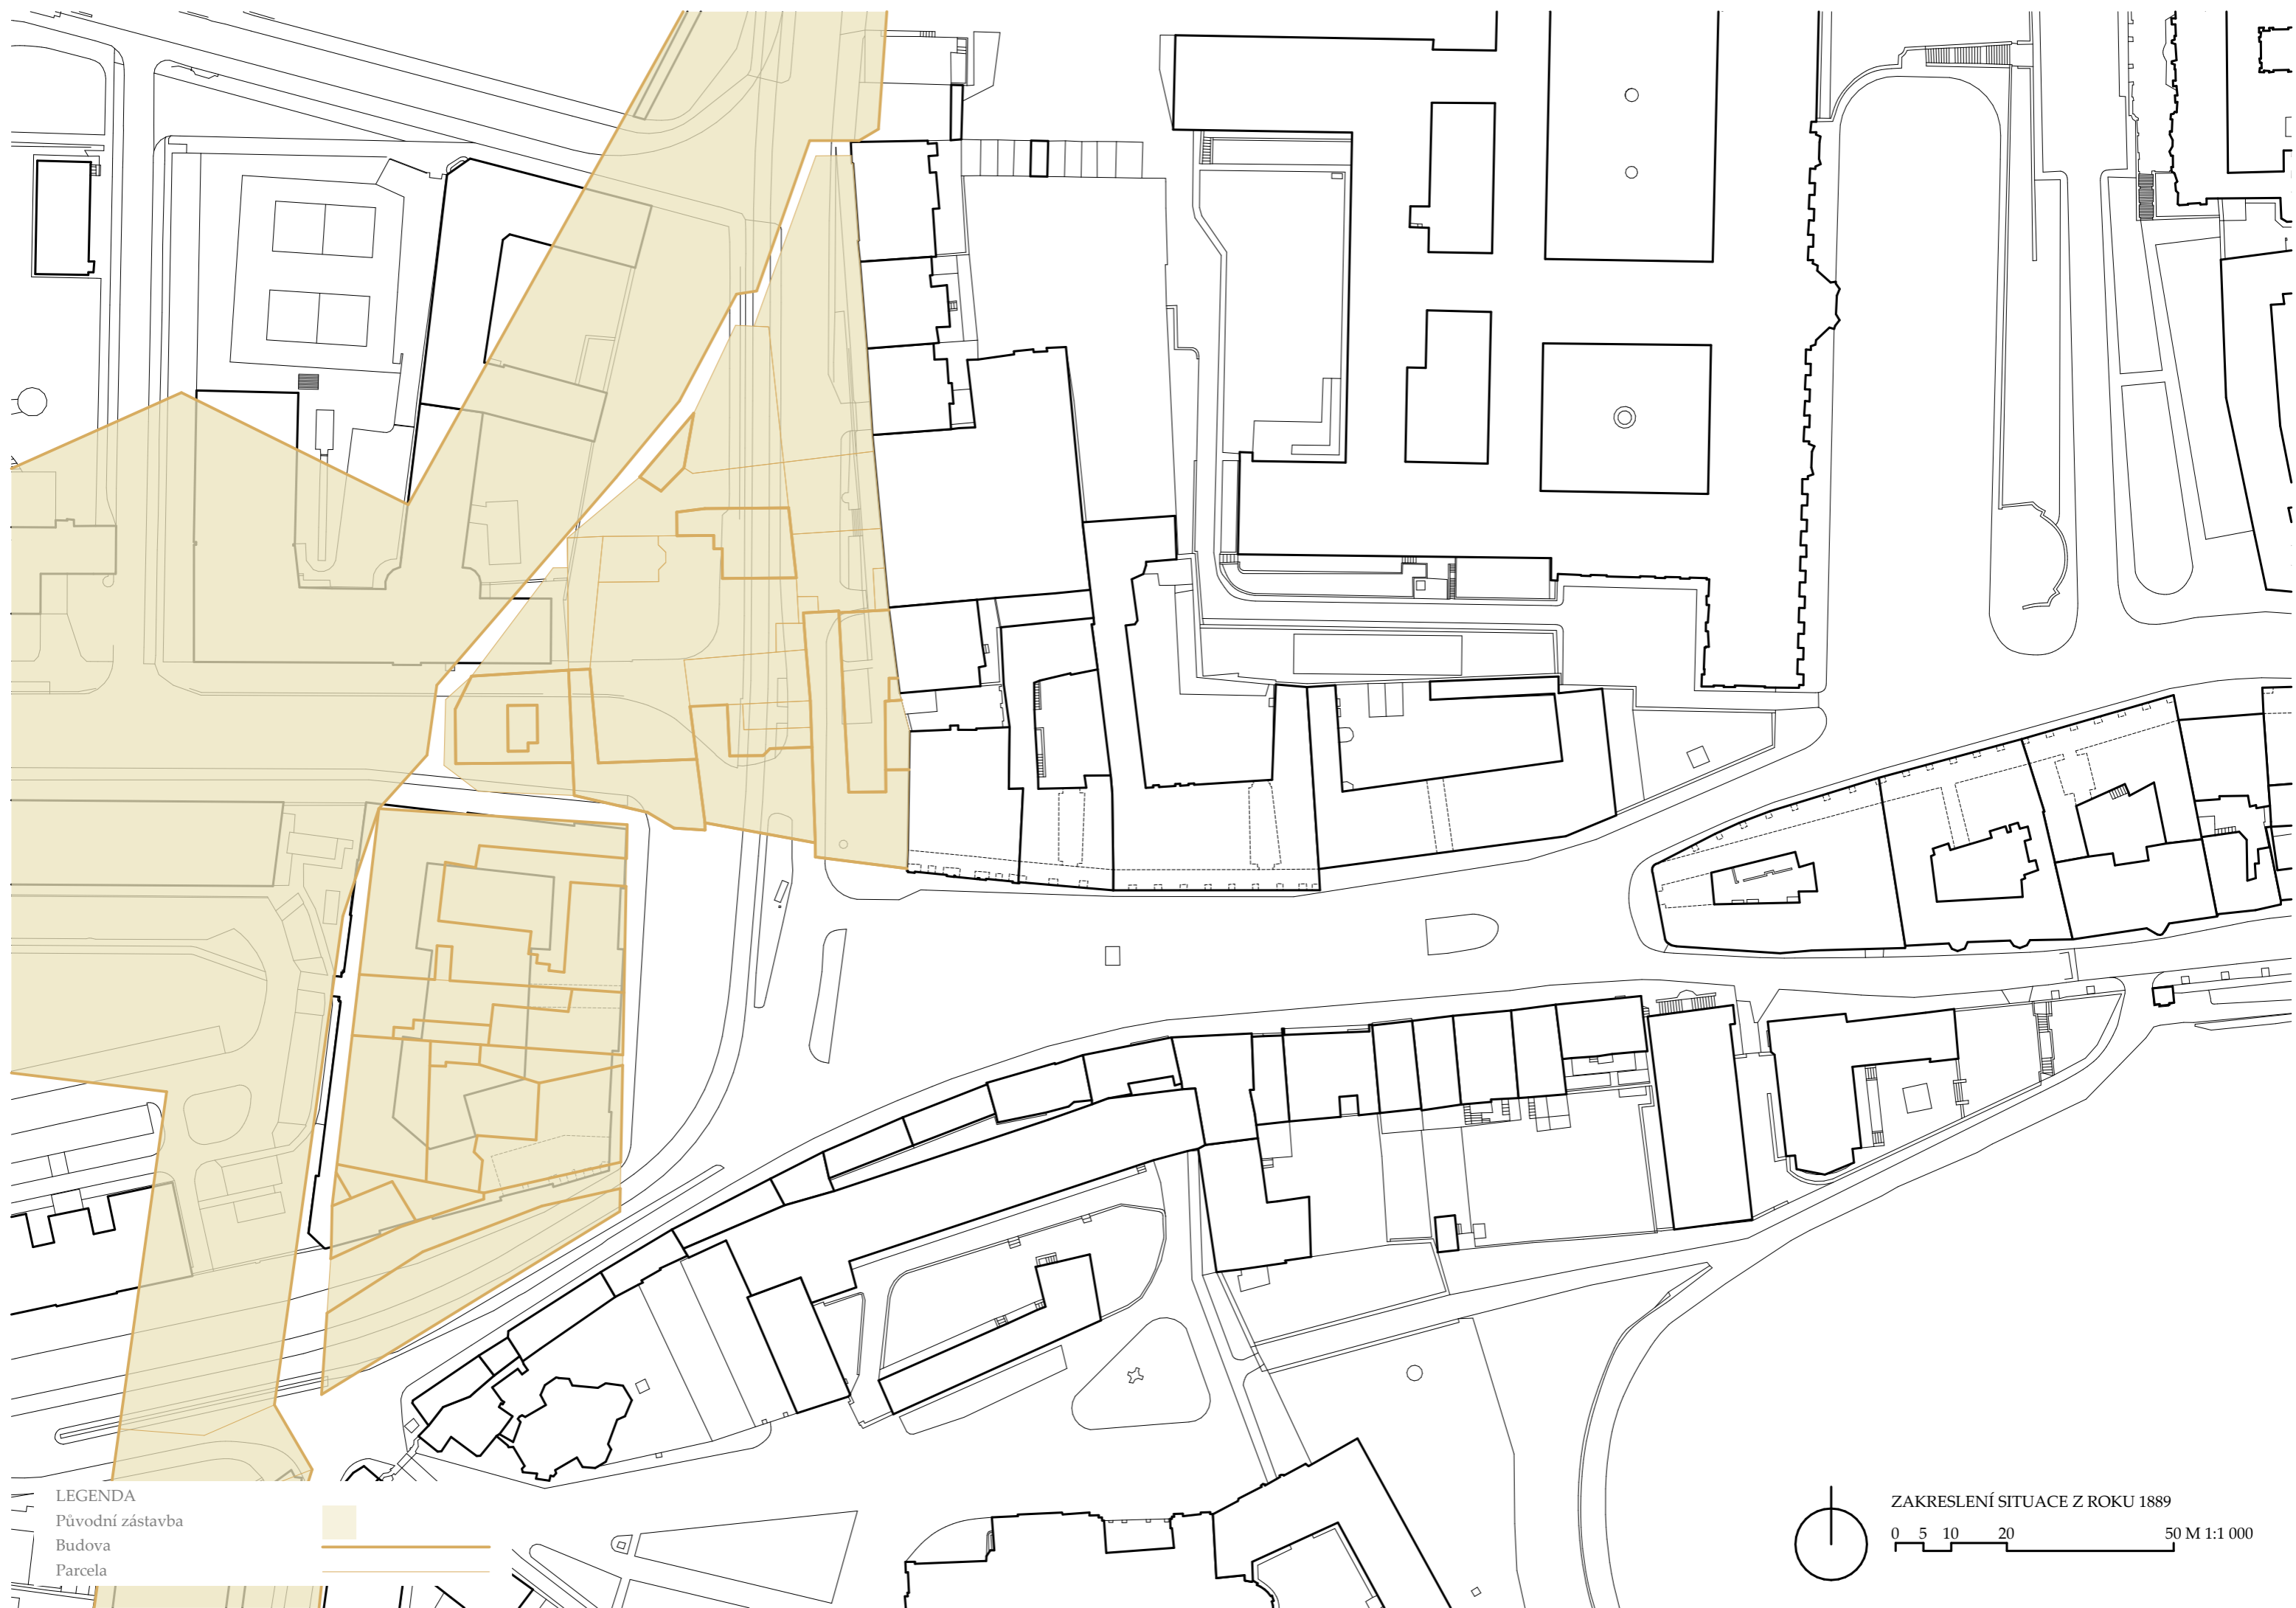 LEGENDA
Původní zástavba
Budova
Parcela
ZAKRESLENÍ SITUACE Z ROKU 1889
0 5 10 20 50 M 1:1 000